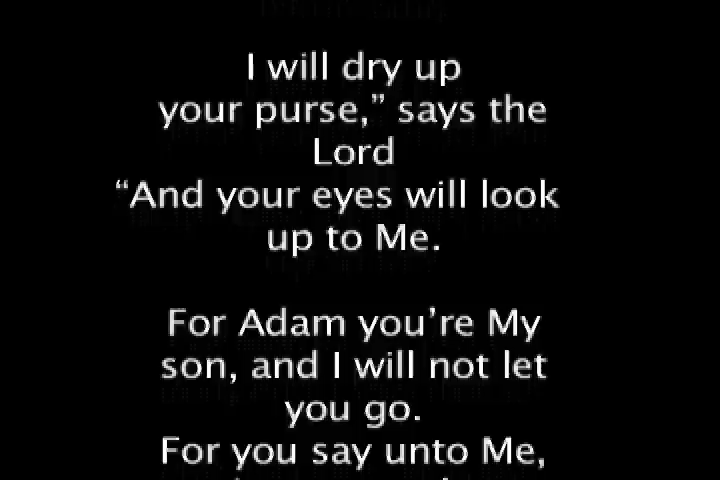 I will dry up
your purse,” says the
Lord
“And your eyes will look
up to Me.
For Adam you’re My
son, and I will not let
you go.
For you say unto Me,